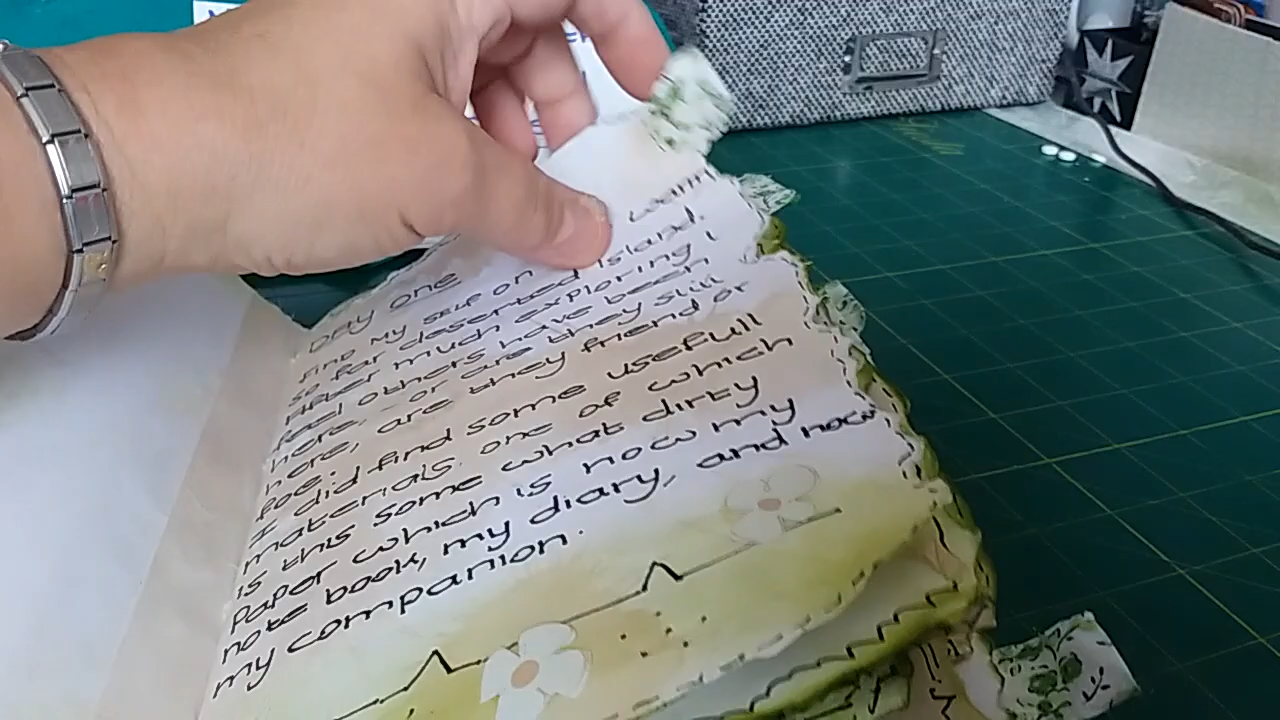 DAY one
FIND MY SELF on
so far deserted island.
AFTER much exploring I
feel others have been
here, - or are they still
here, are they friend or
foe; did find some usefull
materials. one of which
is this some what dirty
Paper which is now my
note book, my diary, and now
my companion.